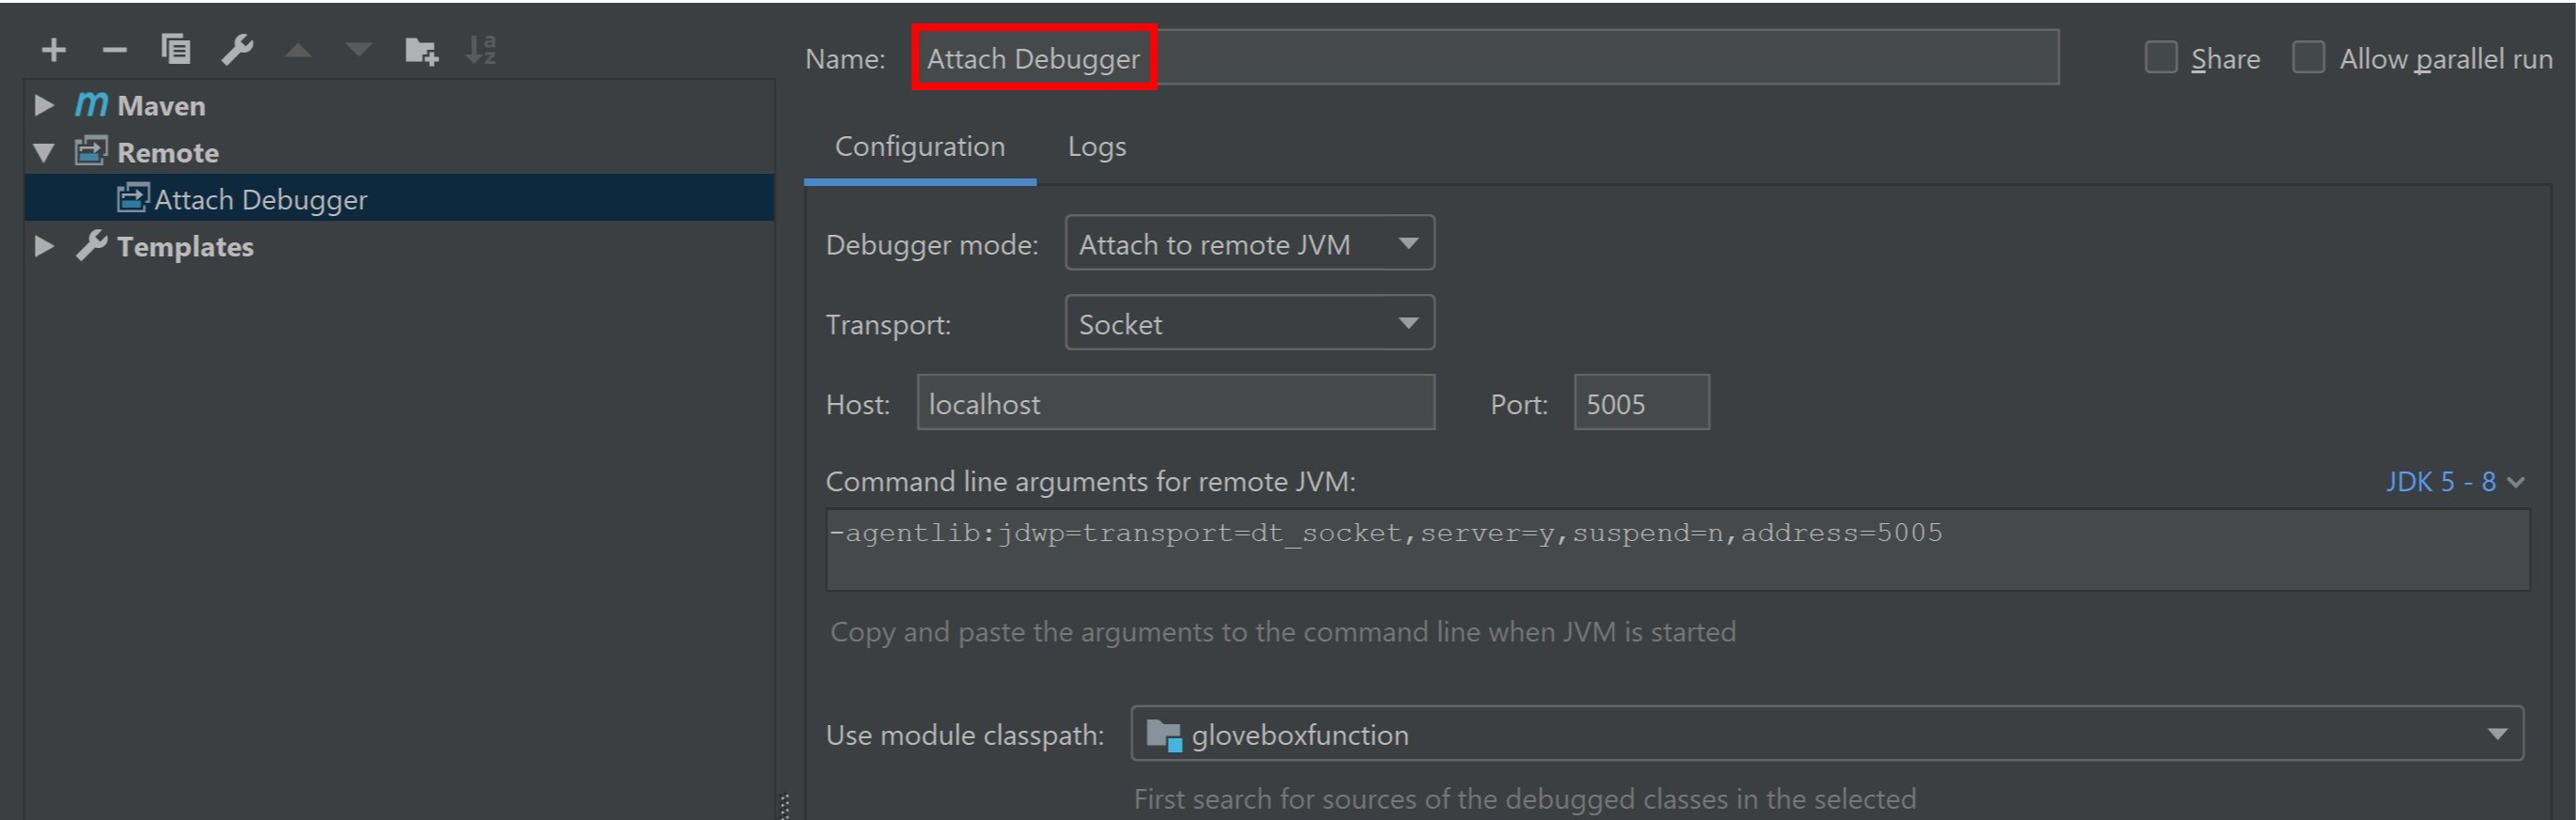 Maven
Remote
Attach Debugger
Templates
Name: Attach Debugger Share Allow parallel run
Configuration Logs
Debugger mode: Attach to remote JVM
Transport: Socket
Host: localhost Port: 5005
Command line arguments for remote JVM: JDK 5 - 8
-agentlib:jdwp=transport=dt_socket,server=y,suspend=n,address=5005
Copy and paste the arguments to the command line when JVM is started
Use module classpath: gloveboxfunction
First search for sources of the debugged classes in the selected